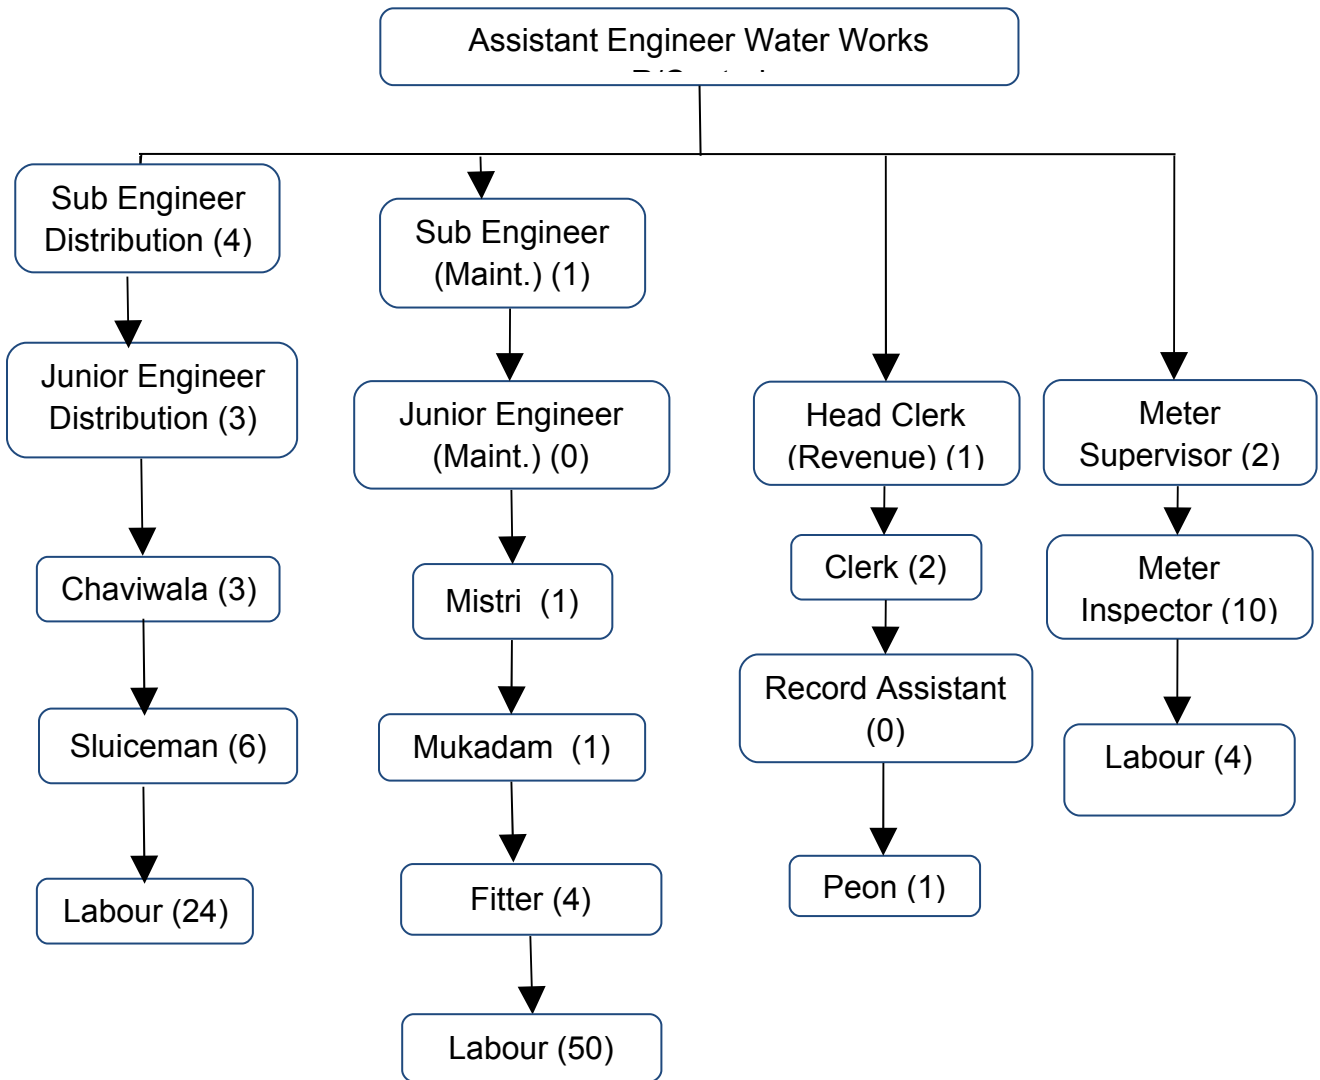 Assistant Engineer Water Works
Sub Engineer
Distribution (4)
Sub Engineer
(Maint.) (1)
Junior Engineer
Distribution (3)
Junior Engineer
(Maint.) (0)
Head Clerk
(Revenue) (1)
Meter
Supervisor (2)
Chaviwala (3)
Mistri (1)
Clerk (2)
Meter
Inspector (10)
Sluiceman (6)
Mukadam (1)
Record Assistant
(0)
Labour (4)
Labour (24)
Fitter (4)
Peon (1)
Labour (50)